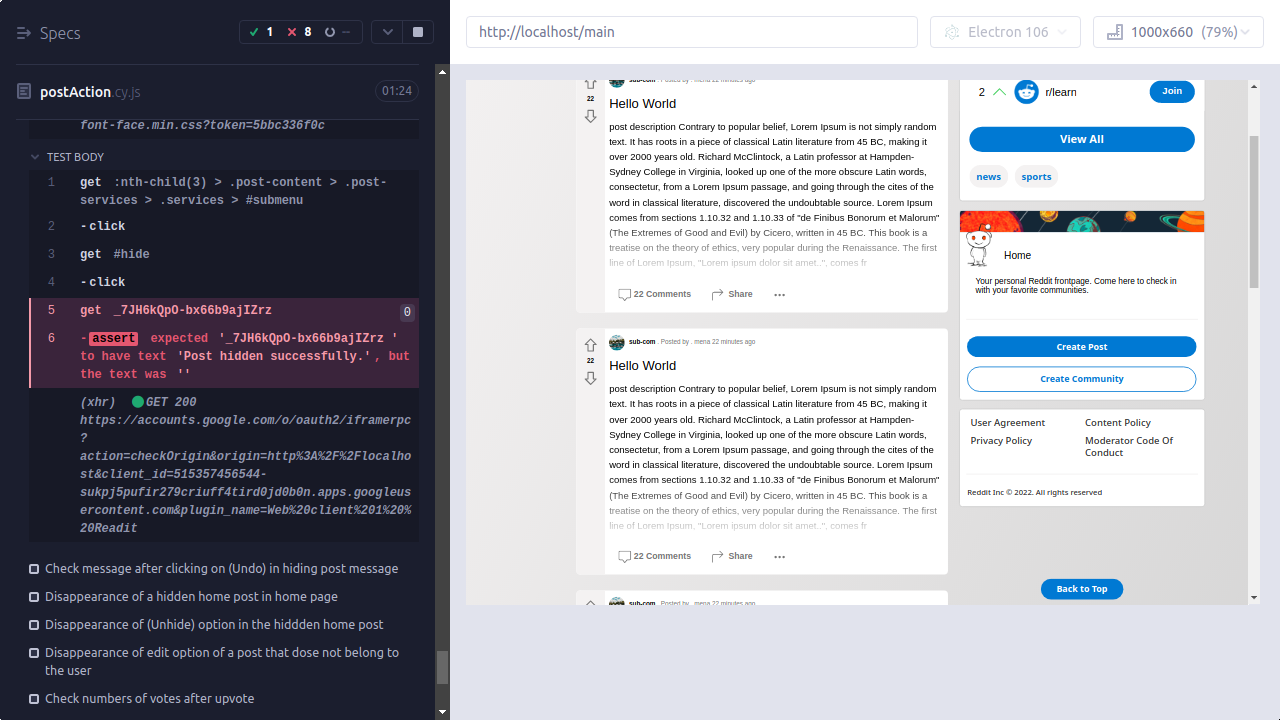 Specs
1
8
--
postAction.cy.js
01:24
font-face.min.css?token=5bbc336f0c
TEST BODY
1 get :nth-child(3) > .post-content > .post-
services > .services > #submenu
2 -click
3 get #hide
4 -click
5 get _7JH6kQpO-bx66b9ajIZrz 0
6 -assert expected '_7JH6kQpO-bx66b9ajIZrz '
to have text 'Post hidden successfully.', but
the text was ''
(xhr) GET 200
https://accounts.google.com/o/oauth2/iframerpc
?
action=checkOrigin&origin=http%3A%2F%2Flocalho
st&client_id=515357456544-
sukpj5pufir279criuff4tird0jd0b0n.apps.googleus
ercontent.com&plugin_name=Web%20client%201%20%
20Readit
Check message after clicking on (Undo) in hiding post message
Disappearance of a hidden home post in home page
Disappearance of (Unhide) option in the hiddden home post
Disappearance of edit option of a post that dose not belong to
the user
Check numbers of votes after upvote
http://localhost/main
Electron 106
1000x660 (79%)
sub-com . Posted by . mena 22 minutes ago
22
Hello World
post description Contrary to popular belief, Lorem Ipsum is not simply random
text. It has roots in a piece of classical Latin literature from 45 BC, making it
over 2000 years old. Richard McClintock, a Latin professor at Hampden-
Sydney College in Virginia, looked up one of the more obscure Latin words,
consectetur, from a Lorem Ipsum passage, and going through the cites of the
word in classical literature, discovered the undoubtable source. Lorem Ipsum
comes from sections 1.10.32 and 1.10.33 of "de Finibus Bonorum et Malorum"
(The Extremes of Good and Evil) by Cicero, written in 45 BC. This book is a
treatise on the theory of ethics, very popular during the Renaissance. The first
line of Lorem Ipsum, "Lorem ipsum dolor sit amet..", comes fr
22 Comments
Share
sub-com . Posted by . mena 22 minutes ago
22
Hello World
post description Contrary to popular belief, Lorem Ipsum is not simply random
text. It has roots in a piece of classical Latin literature from 45 BC, making it
over 2000 years old. Richard McClintock, a Latin professor at Hampden-
Sydney College in Virginia, looked up one of the more obscure Latin words,
consectetur, from a Lorem Ipsum passage, and going through the cites of the
word in classical literature, discovered the undoubtable source. Lorem Ipsum
comes from sections 1.10.32 and 1.10.33 of "de Finibus Bonorum et Malorum"
(The Extremes of Good and Evil) by Cicero, written in 45 BC. This book is a
treatise on the theory of ethics, very popular during the Renaissance. The first
line of Lorem Ipsum, "Lorem ipsum dolor sit amet..", comes fr
22 Comments
Share
sub-com . Posted by . mena 22 minutes ago
2 r/learn Join
View All
news sports
Home
Your personal Reddit frontpage. Come here to check in
with your favorite communities.
Create Post
Create Community
User Agreement
Content Policy
Privacy Policy
Moderator Code Of
Conduct
Reddit Inc © 2022. All rights reserved
Back to Top